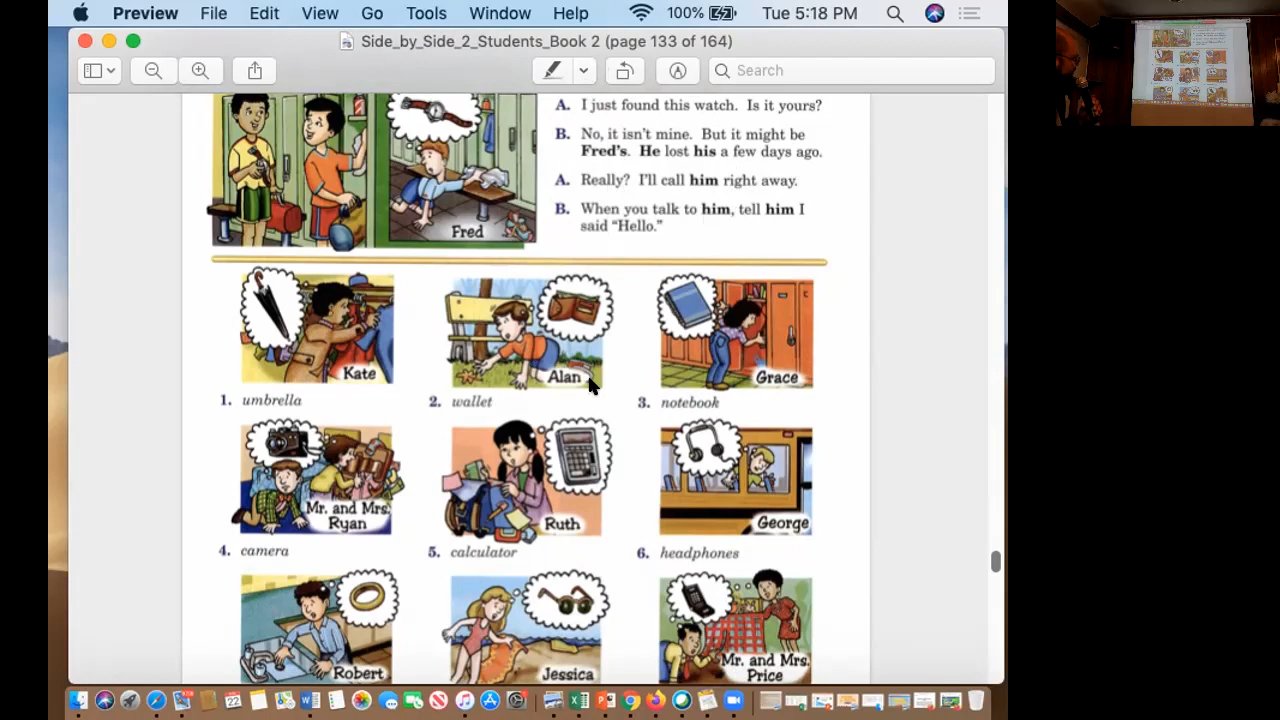 Preview File Edit View Go Tools Window Help 100% Tue 5:18 PM
Side_by_Side_2_Students_Book 2 (page 133 of 164)
Search
A. I just found this watch. Is it yours?
B. No, it isn't mine. But it might be
Fred's. He lost his a few days ago.
A. Really? I'll call him right away.
B. When you talk to him, tell him I
said "Hello."
Fred
Kate
Alan
Grace
1. umbrella
2. wallet
3. notebook
Mr. and Mrs.
Ryan
Ruth
George
4. camera
5. calculator
6. headphones
Robert
Jessica
Mr. and Mrs.
Price